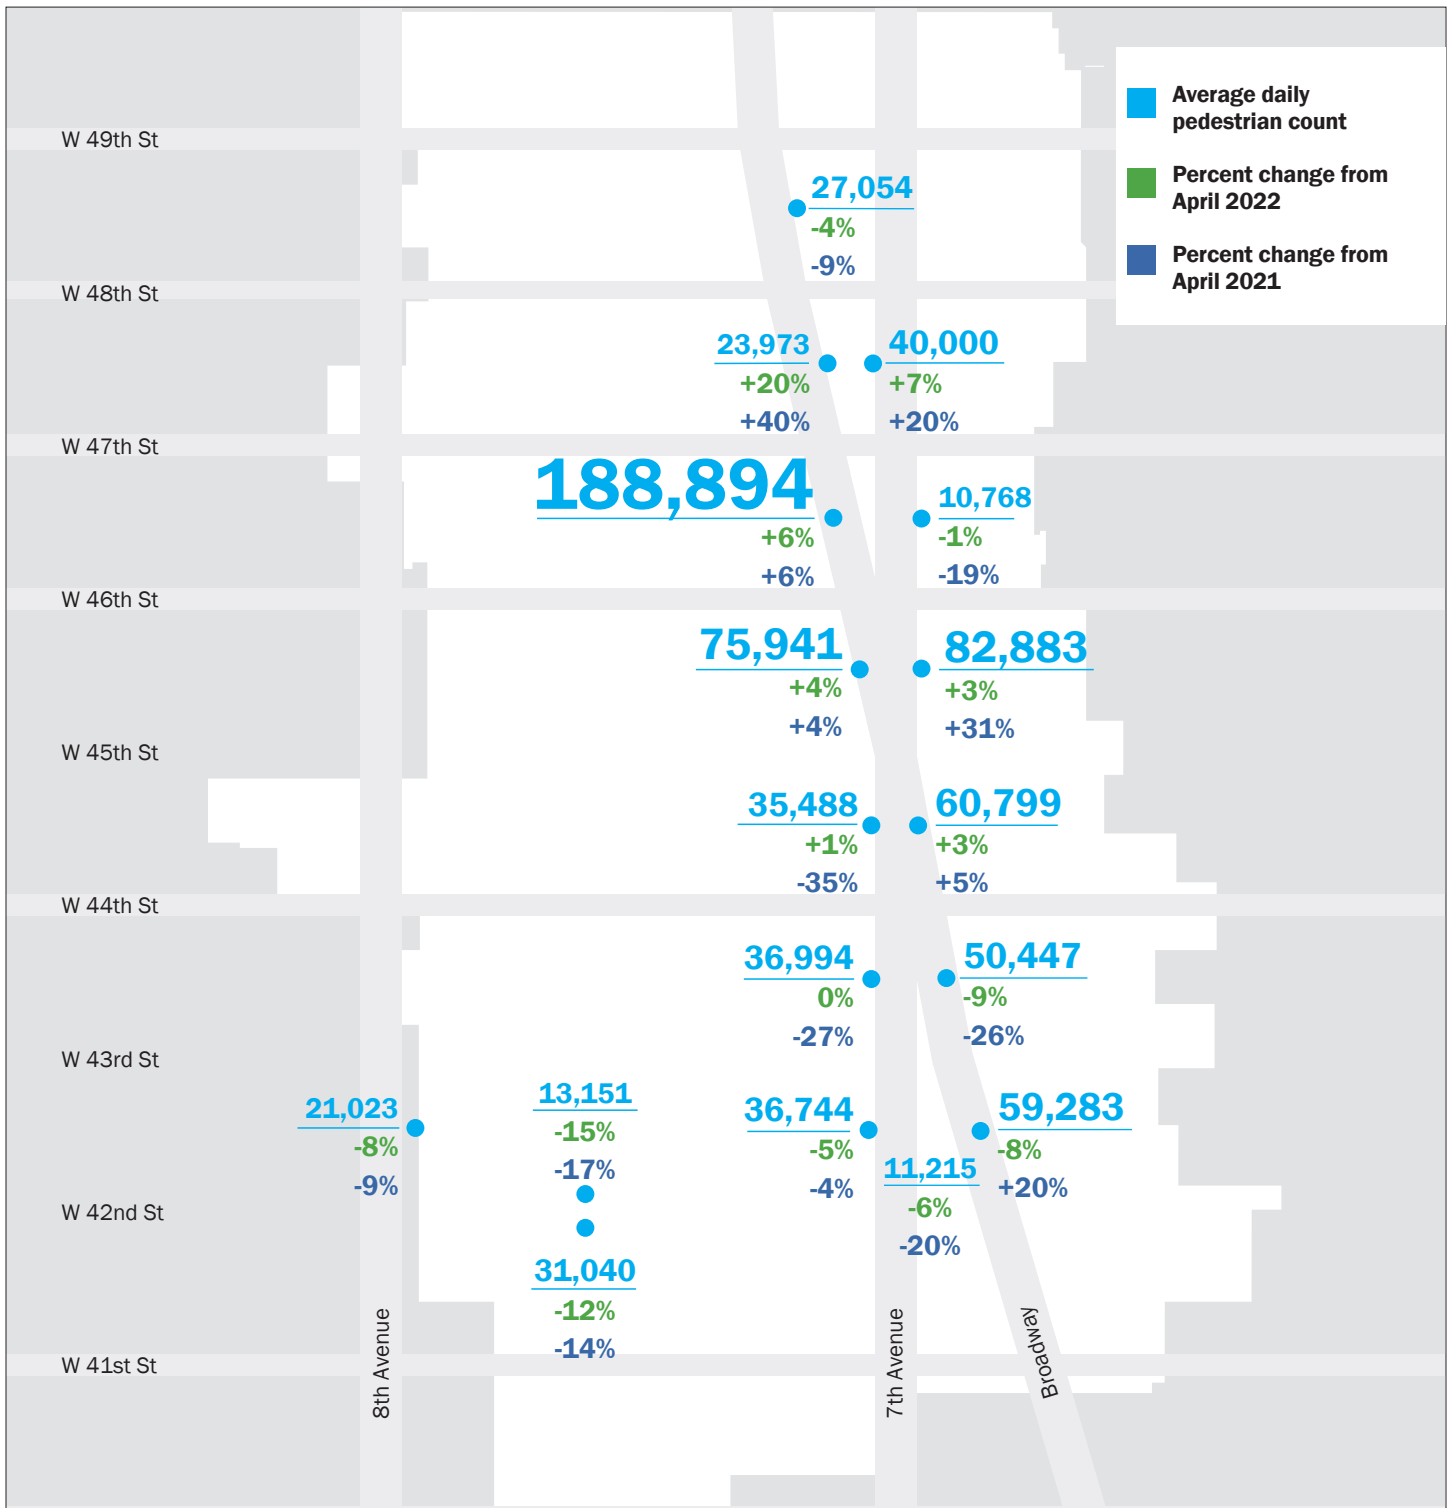 Average daily
pedestrian count
Percent change from
April 2022
Percent change from
April 2021
W 49th St
27,054
-4%
-9%
W 48th St
23,973
+20%
+40%
40,000
+7%
+20%
W 47th St
188,894
+6%
+6%
10,768
-1%
-19%
W 46th St
75,941
+4%
+4%
82,883
+3%
+31%
W 45th St
35,488
+1%
-35%
60,799
+3%
+5%
W 44th St
36,994
0%
-27%
50,447
-9%
-26%
W 43rd St
21,023
-8%
-9%
13,151
-15%
-17%
36,744
-5%
-4%
11,215
-6%
-20%
59,283
-8%
+20%
W 42nd St
31,040
-12%
-14%
W 41st St
8th Avenue
7th Avenue
Broadway